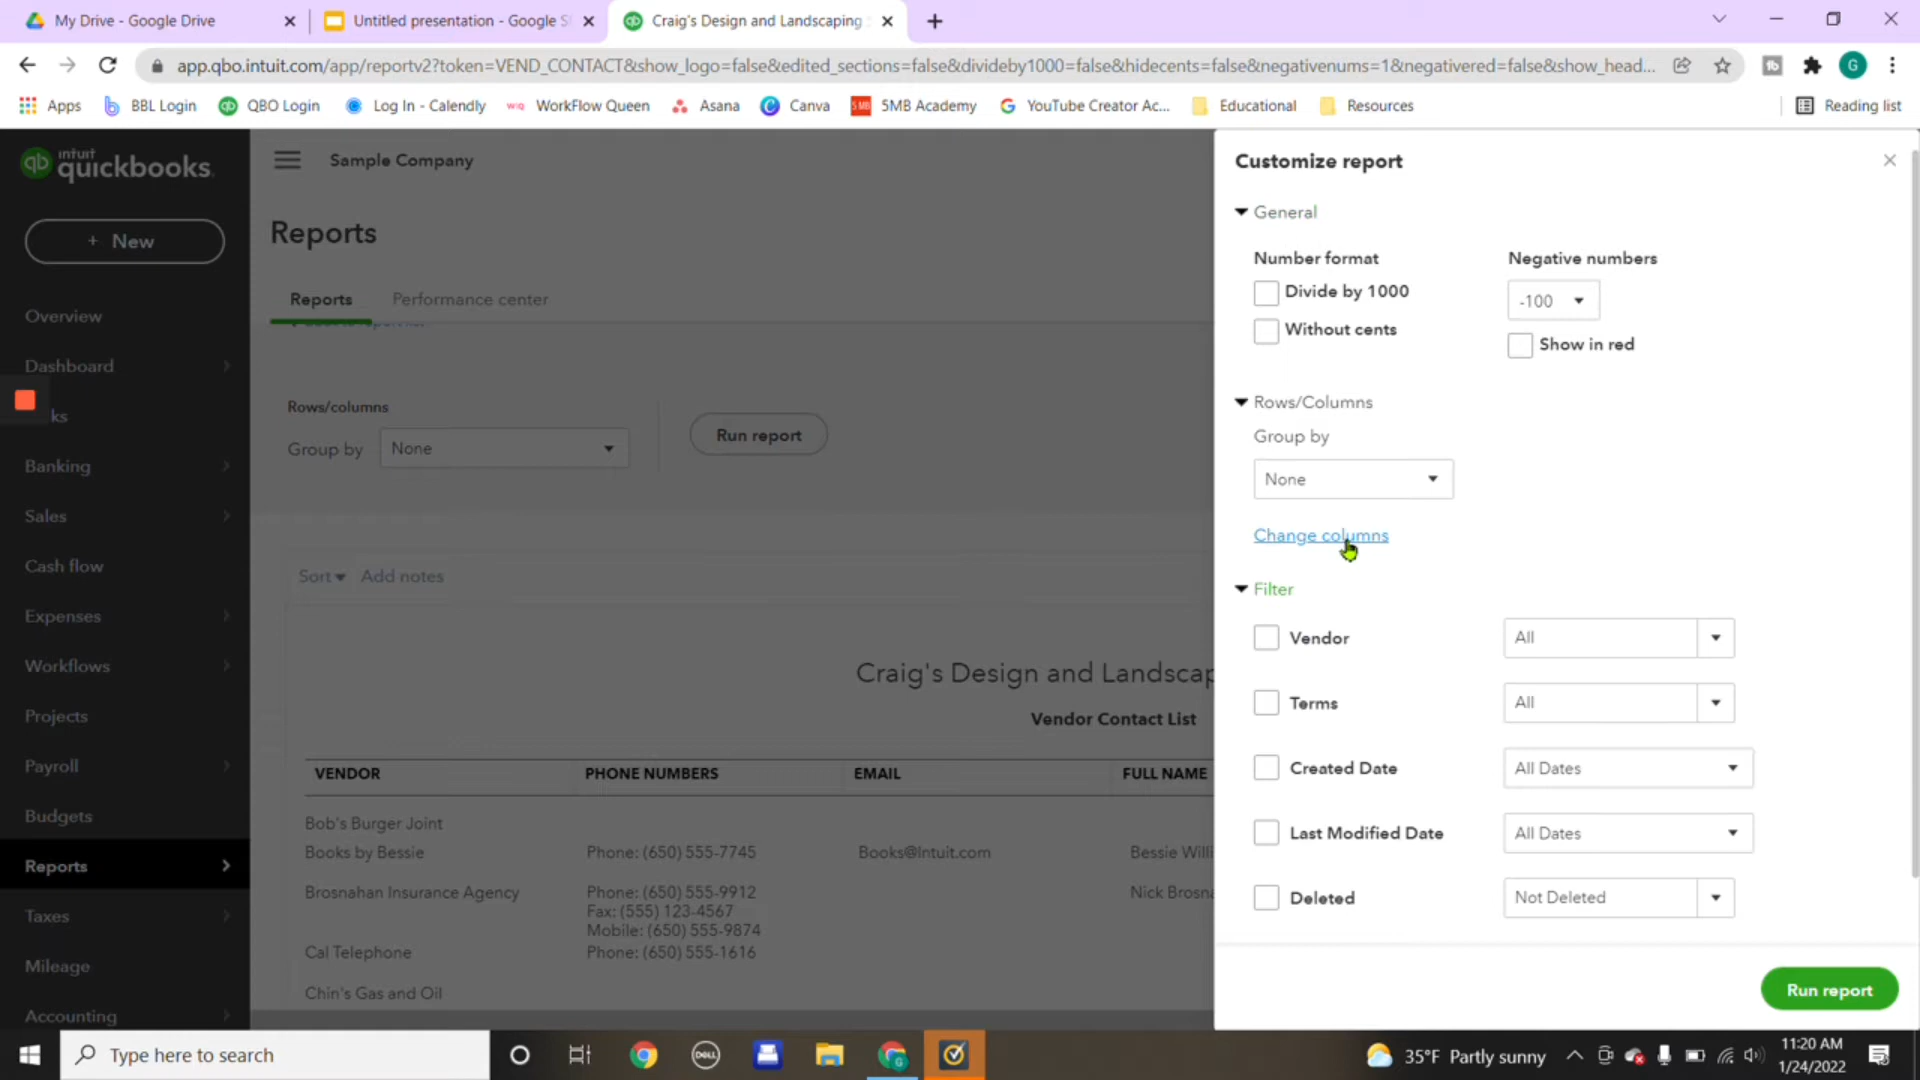 My Drive - Google Drive
Untitled presentation - Google Sl
Craig's Design and Landscaping
app.qbo.intuit.com/app/reportv2?token=VEND_CONTACT&show_logo=false&edited_sections=false&divideby1000=false&hidecents=false&negativenums=1&negativered=false&show_head...
G
Apps
BBL Login
QBO Login
Log In - Calendly
WorkFlow Queen
Asana
Canva
5MB Academy
YouTube Creator Ac...
Educational
Resources
Reading list
intuit
quickbooks.
Sample Company
Customize report
+ New
Reports
Reports
Performance center
Overview
Dashboard
ks
Banking
Sales
Cash flow
Expenses
Workflows
Projects
Payroll
Budgets
Reports
Taxes
Mileage
Accounting
Rows/columns
Group by
None
Run report
Sort
Add notes
Craig's Design and Landscap
Vendor Contact List
VENDOR PHONE NUMBERS EMAIL FULL NAME
Bob's Burger Joint
Books by Bessie Phone: (650) 555-7745 Books@Intuit.com Bessie Willi
Brosnahan Insurance Agency Phone: (650) 555-9912 Nick Brosna
Fax: (555) 123-4567
Mobile: (650) 555-9874
Cal Telephone Phone: (650) 555-1616
Chin's Gas and Oil
General
Number format
Negative numbers
Divide by 1000
-100
Without cents
Show in red
Rows/Columns
Group by
None
Change columns
Filter
Vendor All
Terms All
Created Date All Dates
Last Modified Date All Dates
Deleted Not Deleted
Run report
Type here to search
DELL
35°F Partly sunny
11:20 AM
1/24/2022